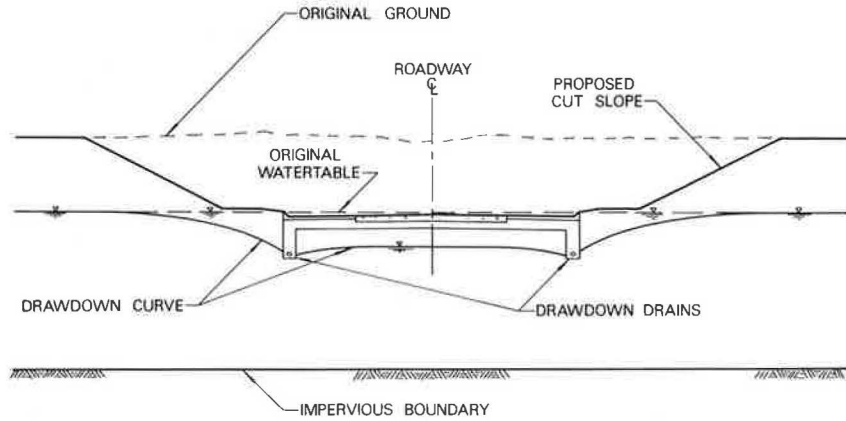 ORIGINAL GROUND
ROADWAY
℄
PROPOSED
CUT SLOPE
ORIGINAL
WATERTABLE
DRAWDOWN CURVE
DRAWDOWN DRAINS
IMPERVIOUS BOUNDARY